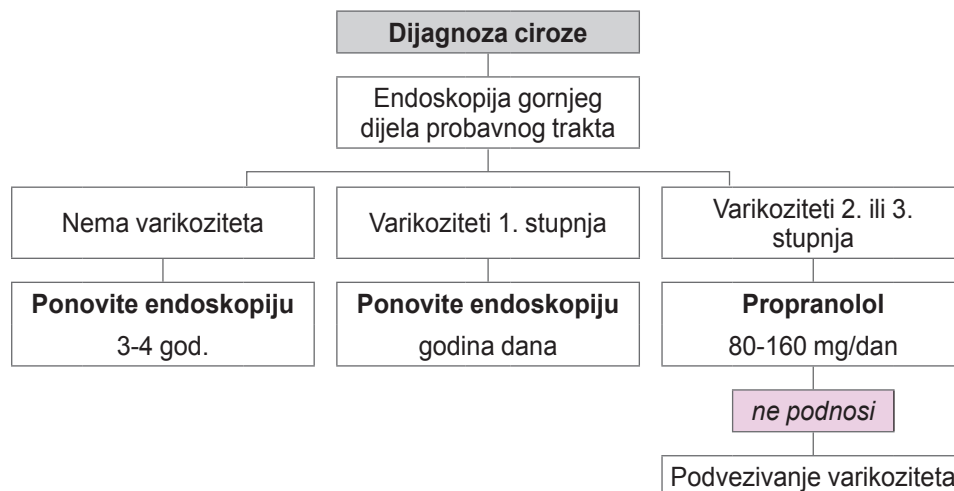 Dijagnoza ciroze
Endoskopija gornjeg
dijela probavnog trakta
Nema varikoziteta
Varikoziteti 1. stupnja
Varikoziteti 2. ili 3.
stupnja
Ponovite endoskopiju
3-4 god.
Ponovite endoskopiju
godina dana
Propranolol
80-160 mg/dan
ne podnosi
Podvezivanje varikoziteta